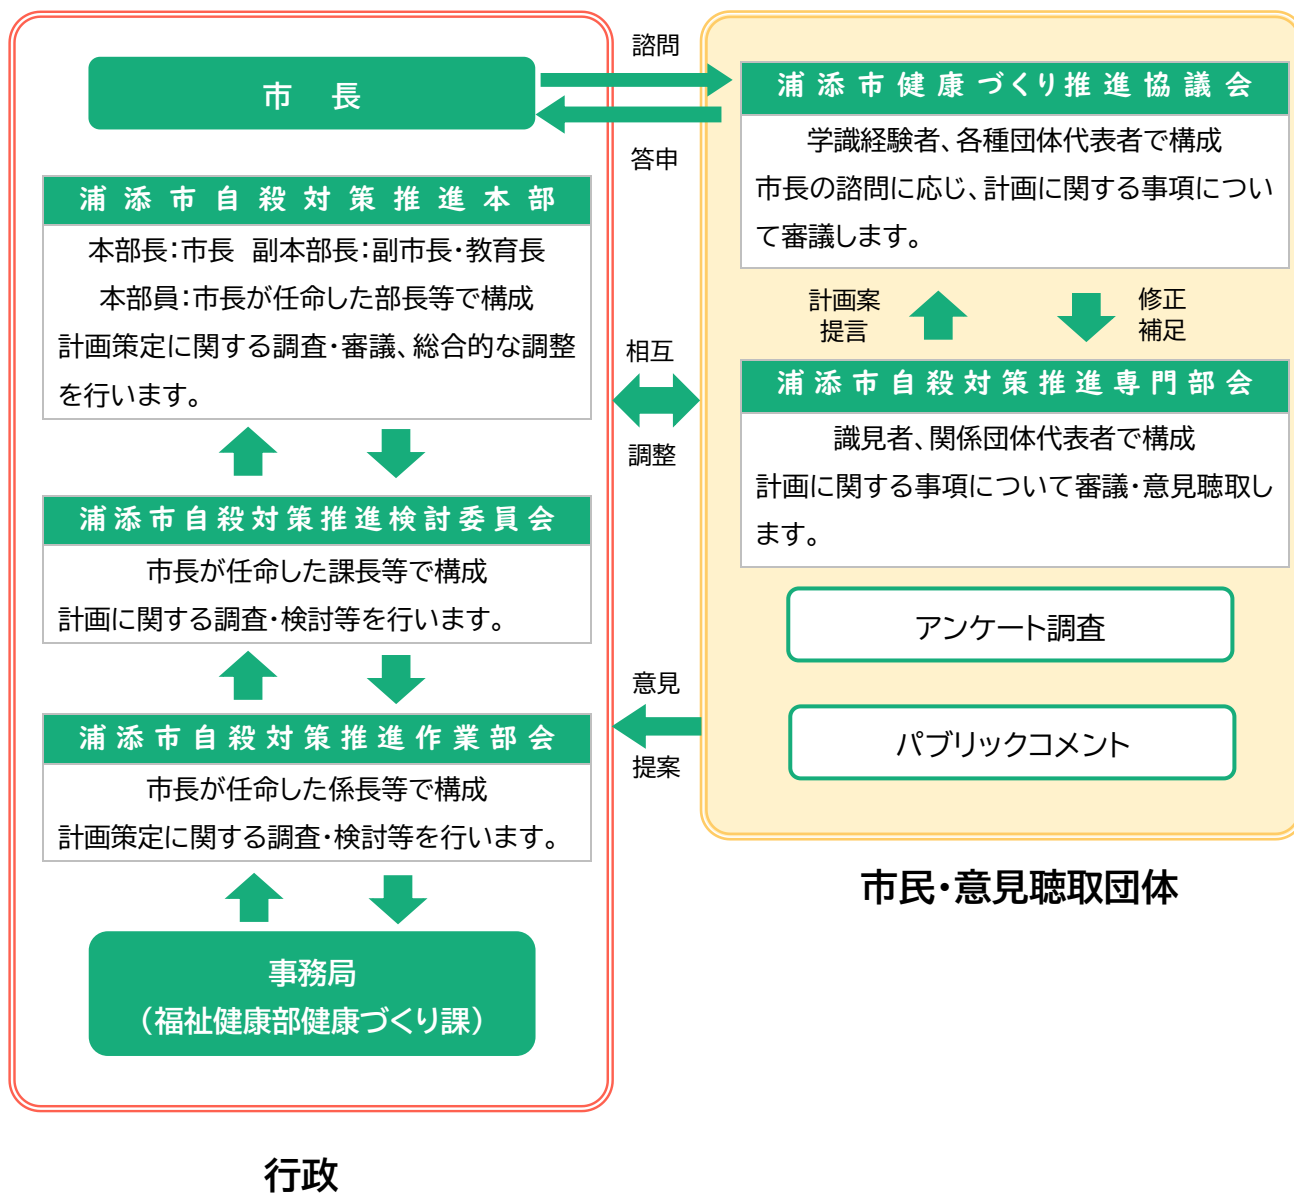 市　長
浦添市自殺対策推進本部
本部長：市長　副本部長：副市長・教育長
本部員：市長が任命した部長等で構成
計画策定に関する調査・審議、総合的な調整
を行います。
浦添市自殺対策推進検討委員会
市長が任命した課長等で構成
計画に関する調査・検討等を行います。
浦添市自殺対策推進作業部会
市長が任命した係長等で構成
計画策定に関する調査・検討等を行います。
事務局
（福祉健康部健康づくり課）
行政
諮問
答申
相互
調整
意見
提案
浦添市健康づくり推進協議会
学識経験者、各種団体代表者で構成
市長の諮問に応じ、計画に関する事項につい
て審議します。
計画案
提言
修正
補足
浦添市自殺対策推進専門部会
識見者、関係団体代表者で構成
計画に関する事項について審議・意見聴取し
ます。
アンケート調査
パブリックコメント
市民・意見聴取団体